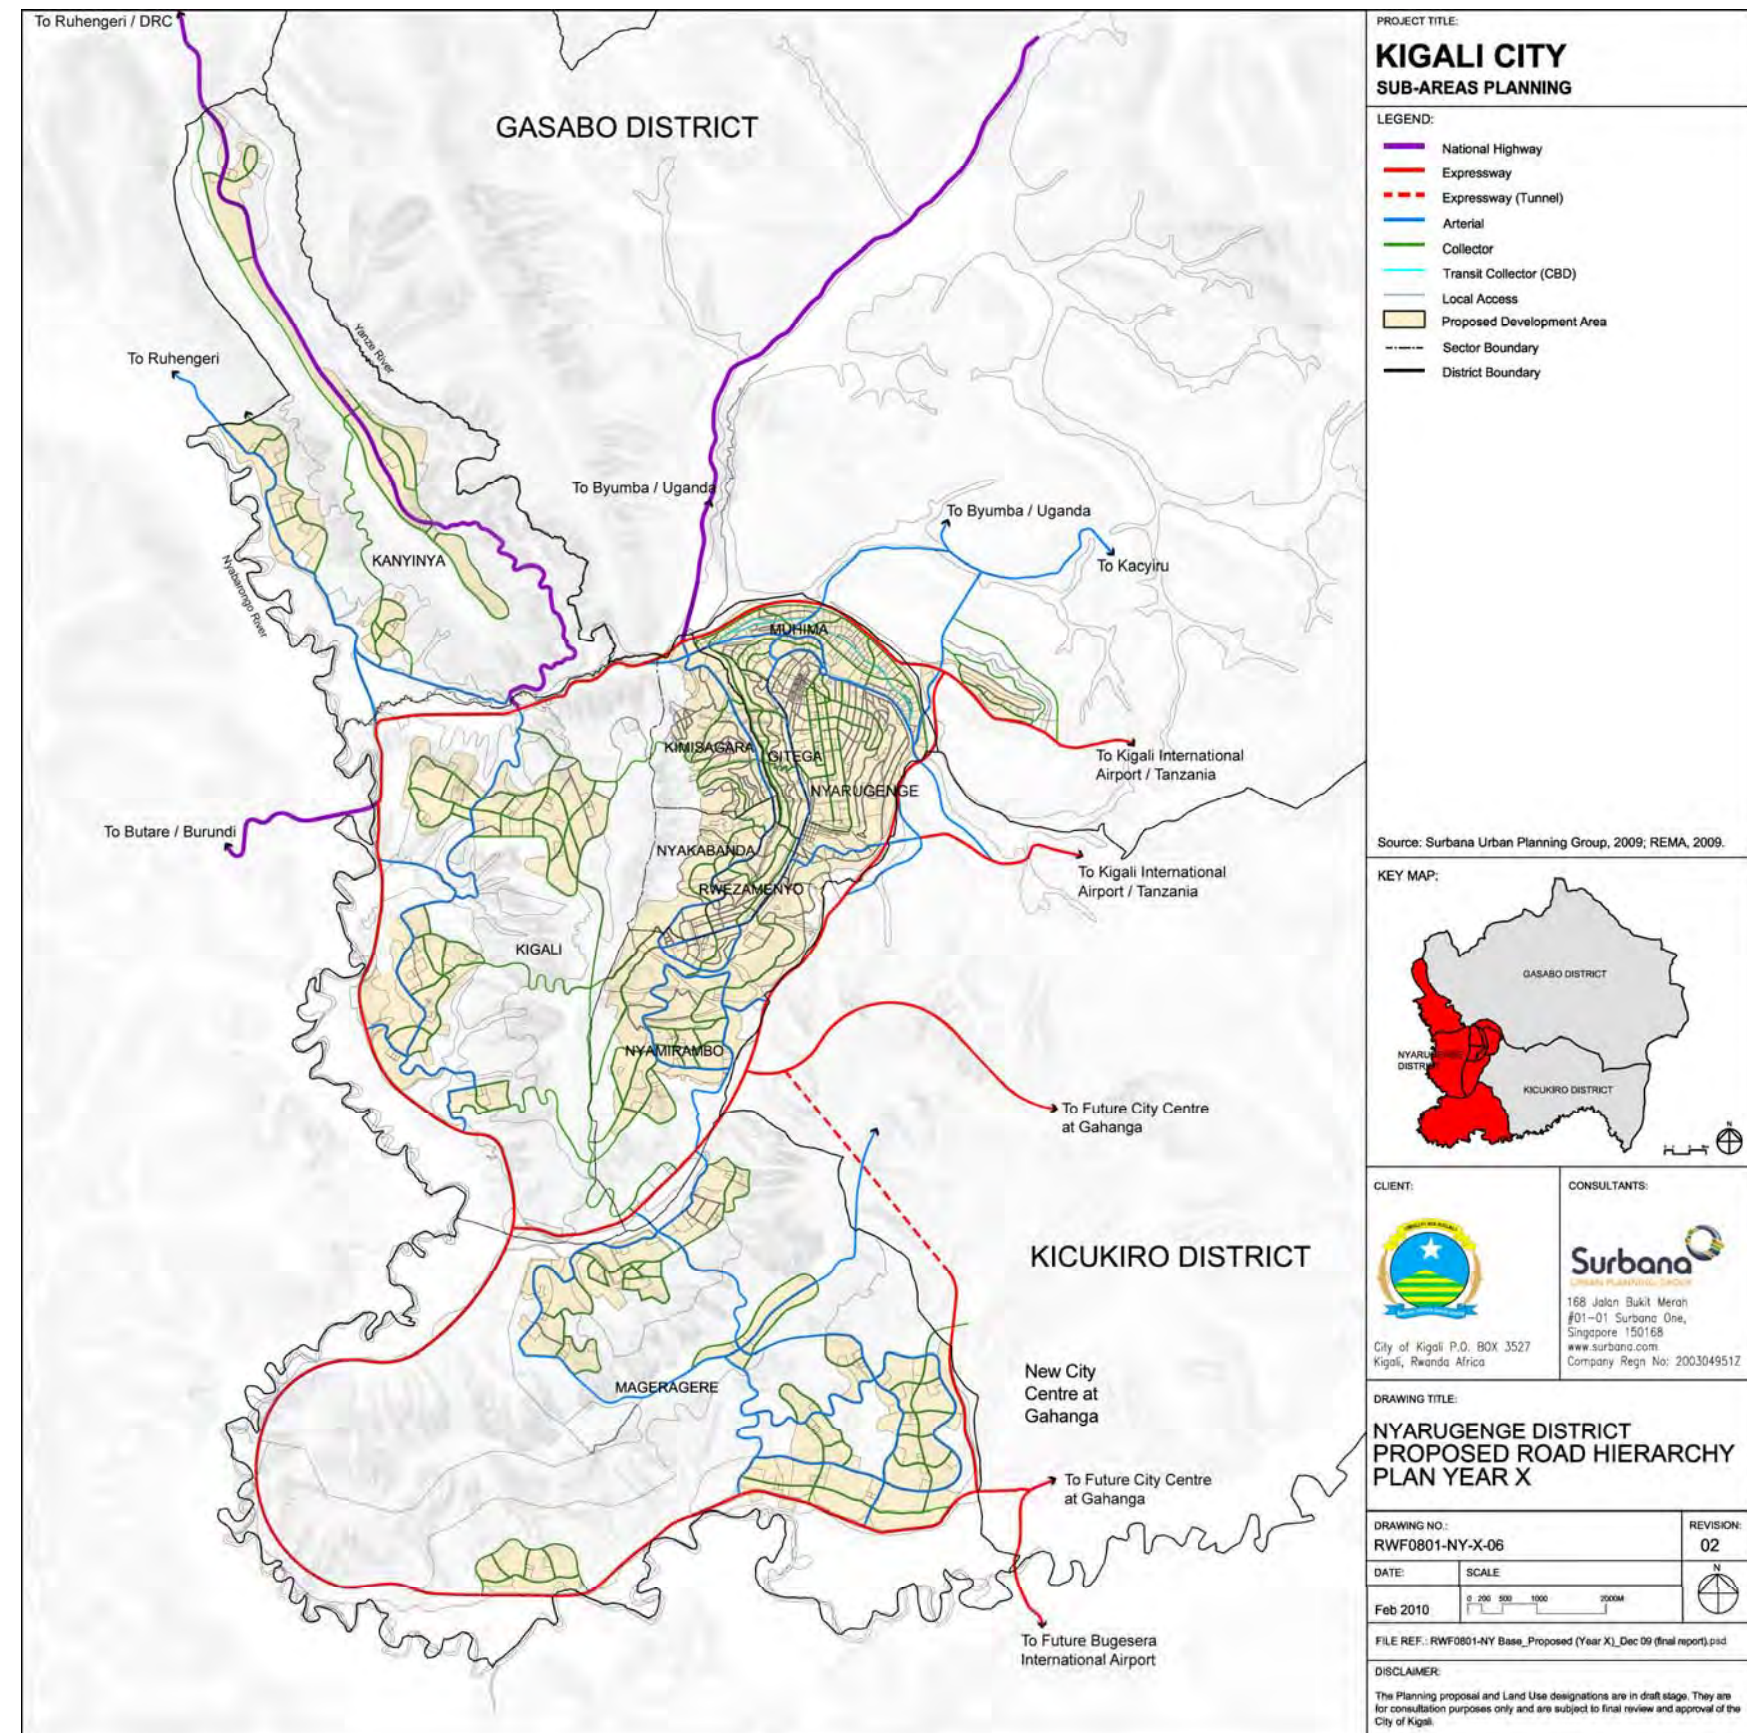 To Ruhengeri / DRC
GASABO DISTRICT
Yanze River
To Ruhengeri
To Byumba / Uganda
To Byumba / Uganda
To Kacyiru
KANYINYA
Nyabarongo River
MUHIMA
KIMISAGARA
GITEGA
NYARUGENGE
To Kigali International
Airport / Tanzania
To Butare / Burundi
NYAKABANDA
RWEZAMENYO
To Kigali International
Airport / Tanzania
KIGALI
NYAMIRAMBO
To Future City Centre
at Gahanga
KICUKIRO DISTRICT
MAGERAGERE
New City
Centre at
Gahanga
To Future City Centre
at Gahanga
To Future Bugesera
International Airport
PROJECT TITLE:
KIGALI CITY
SUB-AREAS PLANNING
LEGEND:
National Highway
Expressway
Expressway (Tunnel)
Arterial
Collector
Transit Collector (CBD)
Local Access
Proposed Development Area
Sector Boundary
District Boundary
Source: Surbana Urban Planning Group, 2009; REMA, 2009.
KEY MAP:
GASABO DISTRICT
NYARUGENGE
DISTRICT
KICUKIRO DISTRICT
N
CLIENT:
City of Kigali P.O. BOX 3527
Kigali, Rwanda Africa
CONSULTANTS:
Surbana
URBAN PLANNING GROUP
168 Jalan Bukit Merah
#01-01 Surbana One,
Singapore 150168
www.surbana.com
Company Regn No: 200304951Z
DRAWING TITLE:
NYARUGENGE DISTRICT
PROPOSED ROAD HIERARCHY
PLAN YEAR X
DRAWING NO.:
RWF0801-NY-X-06
REVISION:
02
DATE:
Feb 2010
SCALE
0 200 500 1000 2000M
N
FILE REF.: RWF0801-NY Base_Proposed (Year X)_Dec 09 (final report).psd
DISCLAIMER:
The Planning proposal and Land Use designations are in draft stage. They are
for consultation purposes only and are subject to final review and approval of the
City of Kigali.